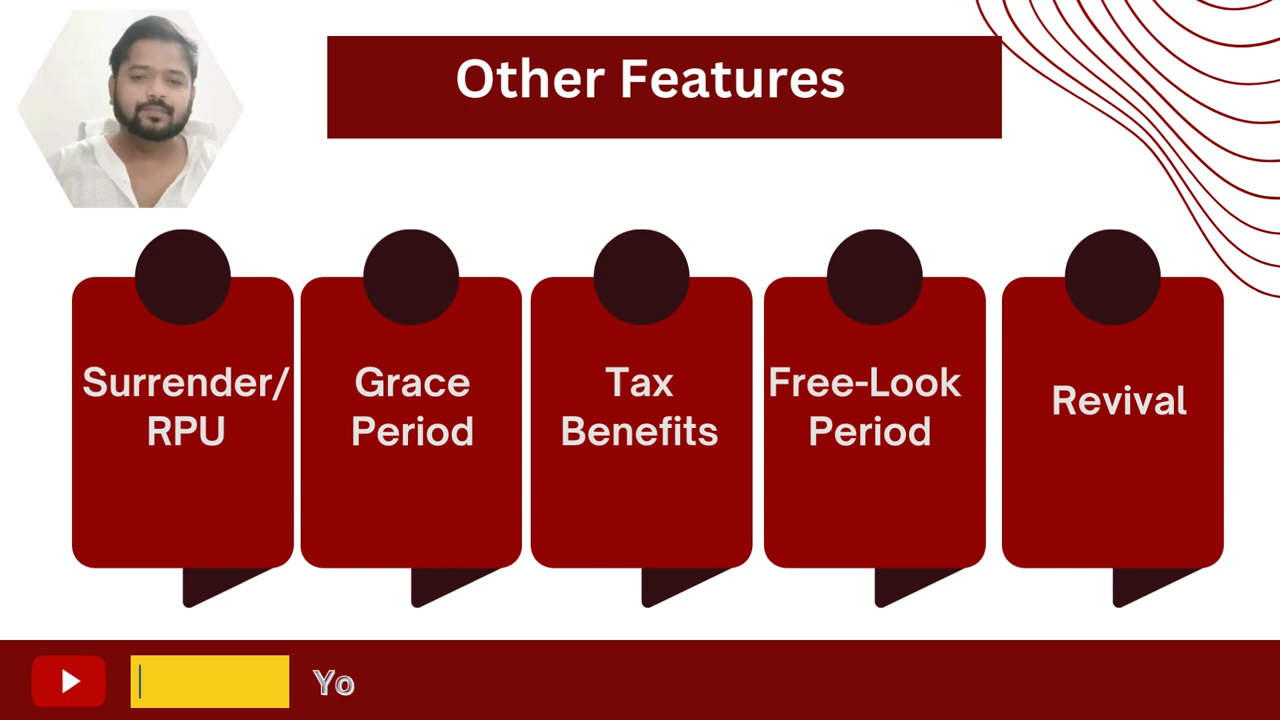 Other Features
Surrender/
RPU
Grace
Period
Tax
Benefits
Free-Look
Period
Revival
Yo